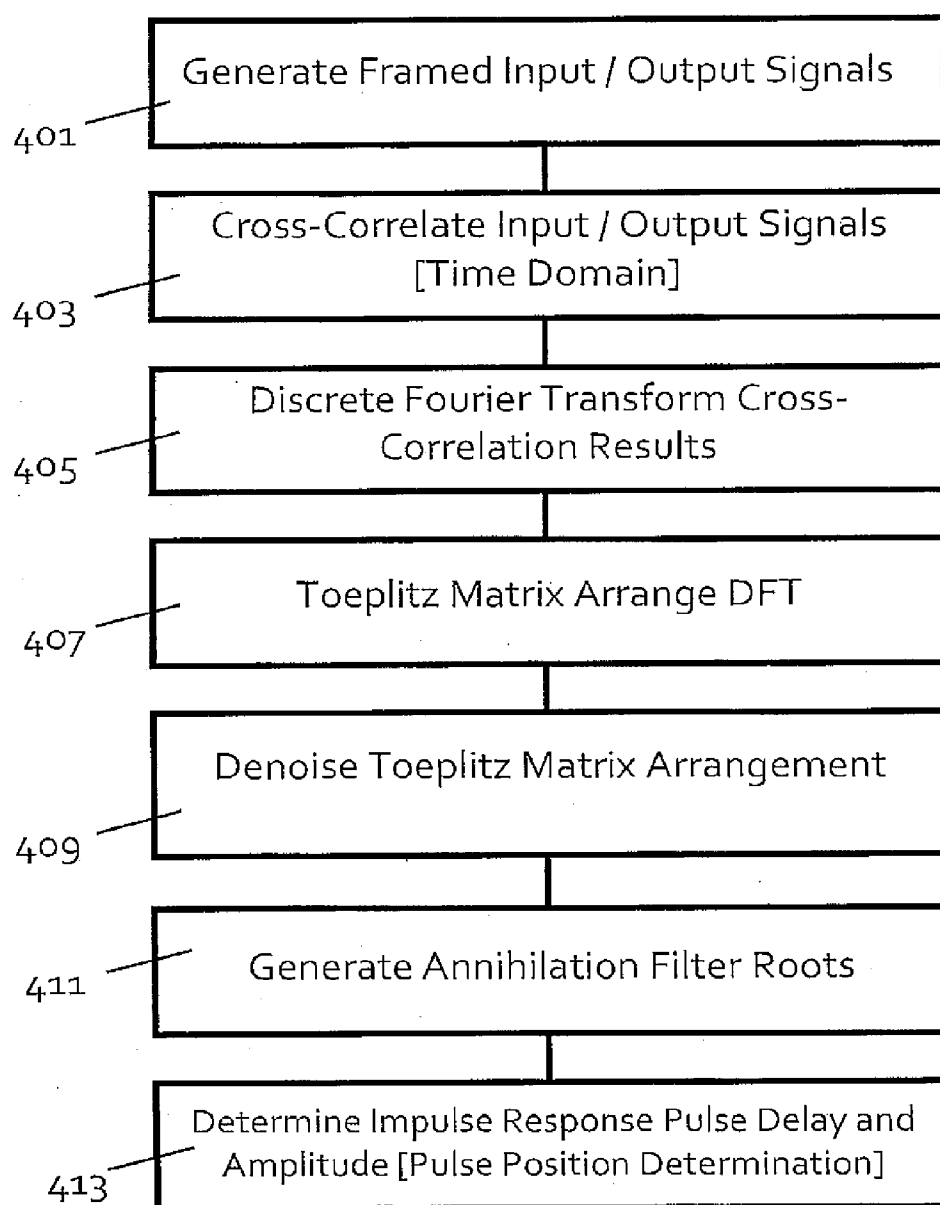 Generate Framed Input / Output Signals
401
Cross-Correlate Input / Output Signals
[Time Domain]
403
Discrete Fourier Transform Cross-
Correlation Results
405
Toeplitz Matrix Arrange DFT
407
Denoise Toeplitz Matrix Arrangement
409
Generate Annihilation Filter Roots
411
Determine Impulse Response Pulse Delay and
Amplitude [Pulse Position Determination]
413